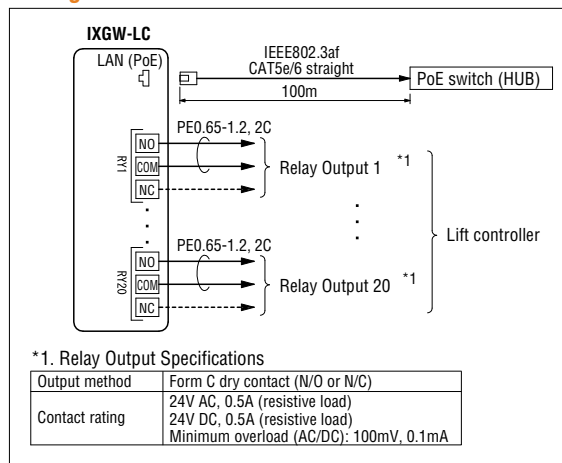 IXGW-LC
LAN (PoE)
IEEE802.3af
CAT5e/6 straight
100m
PoE switch (HUB)
PE0.65-1.2, 2C
RY1
NO
COM
NC
Relay Output 1 *1
PE0.65-1.2, 2C
RY20
NO
COM
NC
Relay Output 20 *1
Lift controller
*1. Relay Output Specifications
Output method Form C dry contact (N/O or N/C)
Contact rating 24V AC, 0.5A (resistive load)
24V DC, 0.5A (resistive load)
Minimum overload (AC/DC): 100mV, 0.1mA